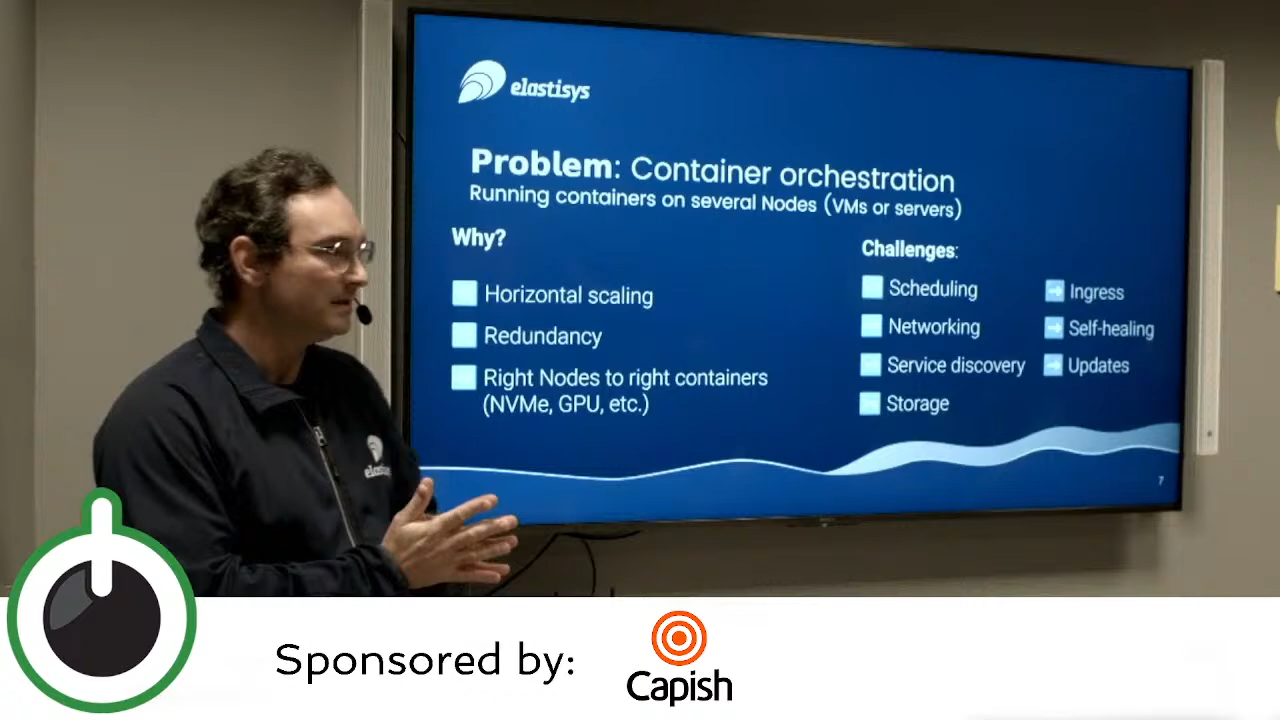 elastisys
Problem: Container orchestration
Running containers on several Nodes (VMs or servers)
Why?
Horizontal scaling
Redundancy
Right Nodes to right containers
(NVMe, GPU, etc.)
Challenges:
Scheduling
Networking
Service discovery
Storage
Ingress
Self-healing
Updates
7
Sponsored by:
Capish